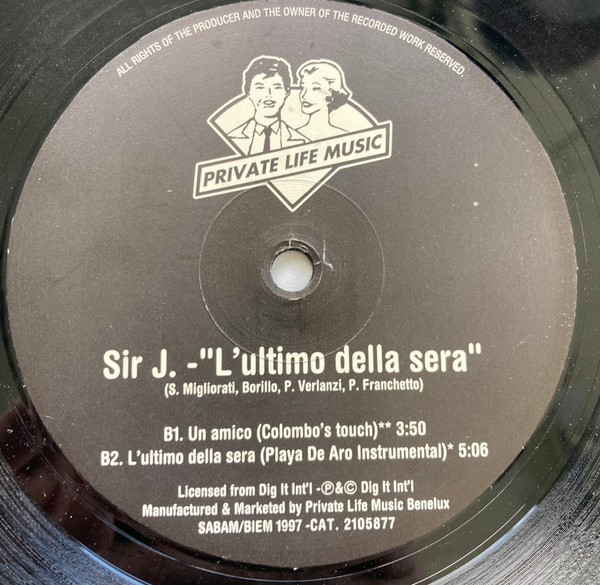 ALL RIGHTS OF THE PRODUCER AND THE OWNER OF THE RECORDED WORK RESERVED.
PRIVATE LIFE MUSIC
Sir J. -"L'ultimo della sera"
(S. Migliorati, Borillo, P. Verlanzi, P. Franchetto)
B1. Un amico (Colombo's touch)** 3:50
B2. L'ultimo della sera (Playa De Aro Instrumental)* 5:06
Licensed from Dig It Int'l -Ⓟ&© Dig It Int'l
Manufactured & Marketed by Private Life Music Benelux
SABAM/BIEM 1997 -CAT. 2105877